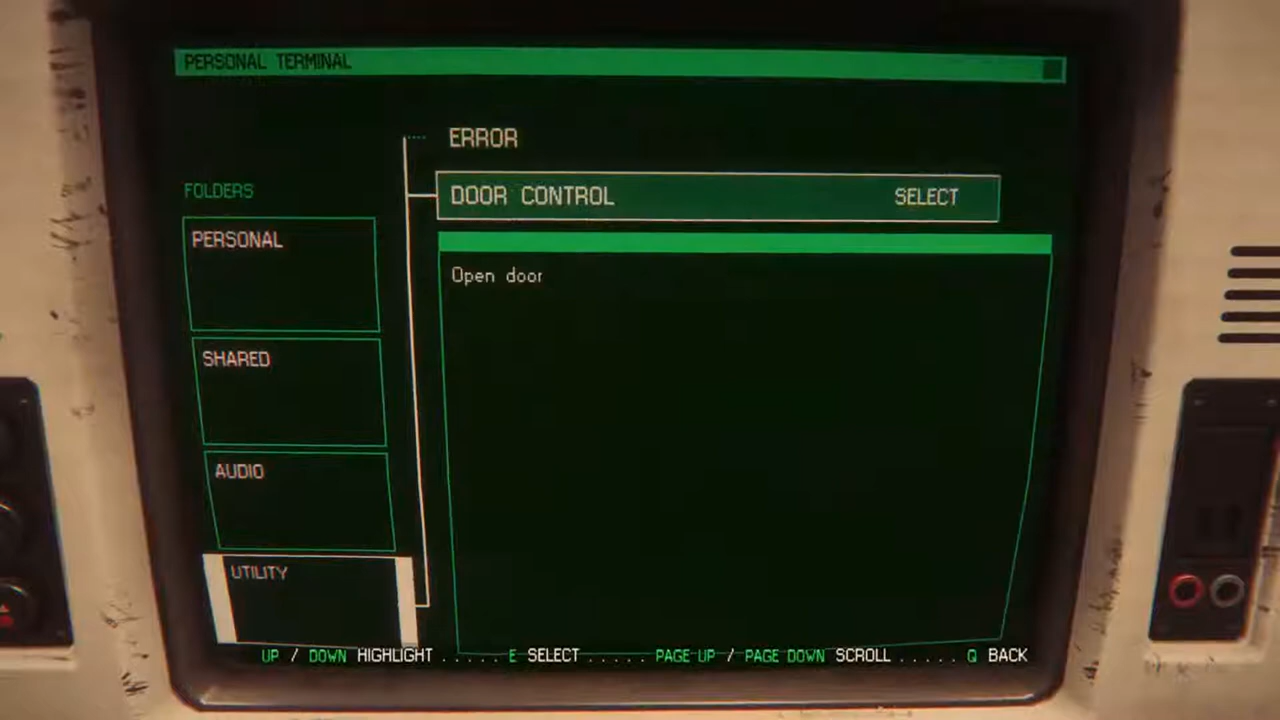 PERSONAL TERMINAL
ERROR
DOOR CONTROL SELECT
FOLDERS
PERSONAL
SHARED
AUDIO
UTILITY
Open door
UP / DOWN HIGHLIGHT ..... E SELECT ..... PAGE UP / PAGE DOWN SCROLL ..... Q BACK